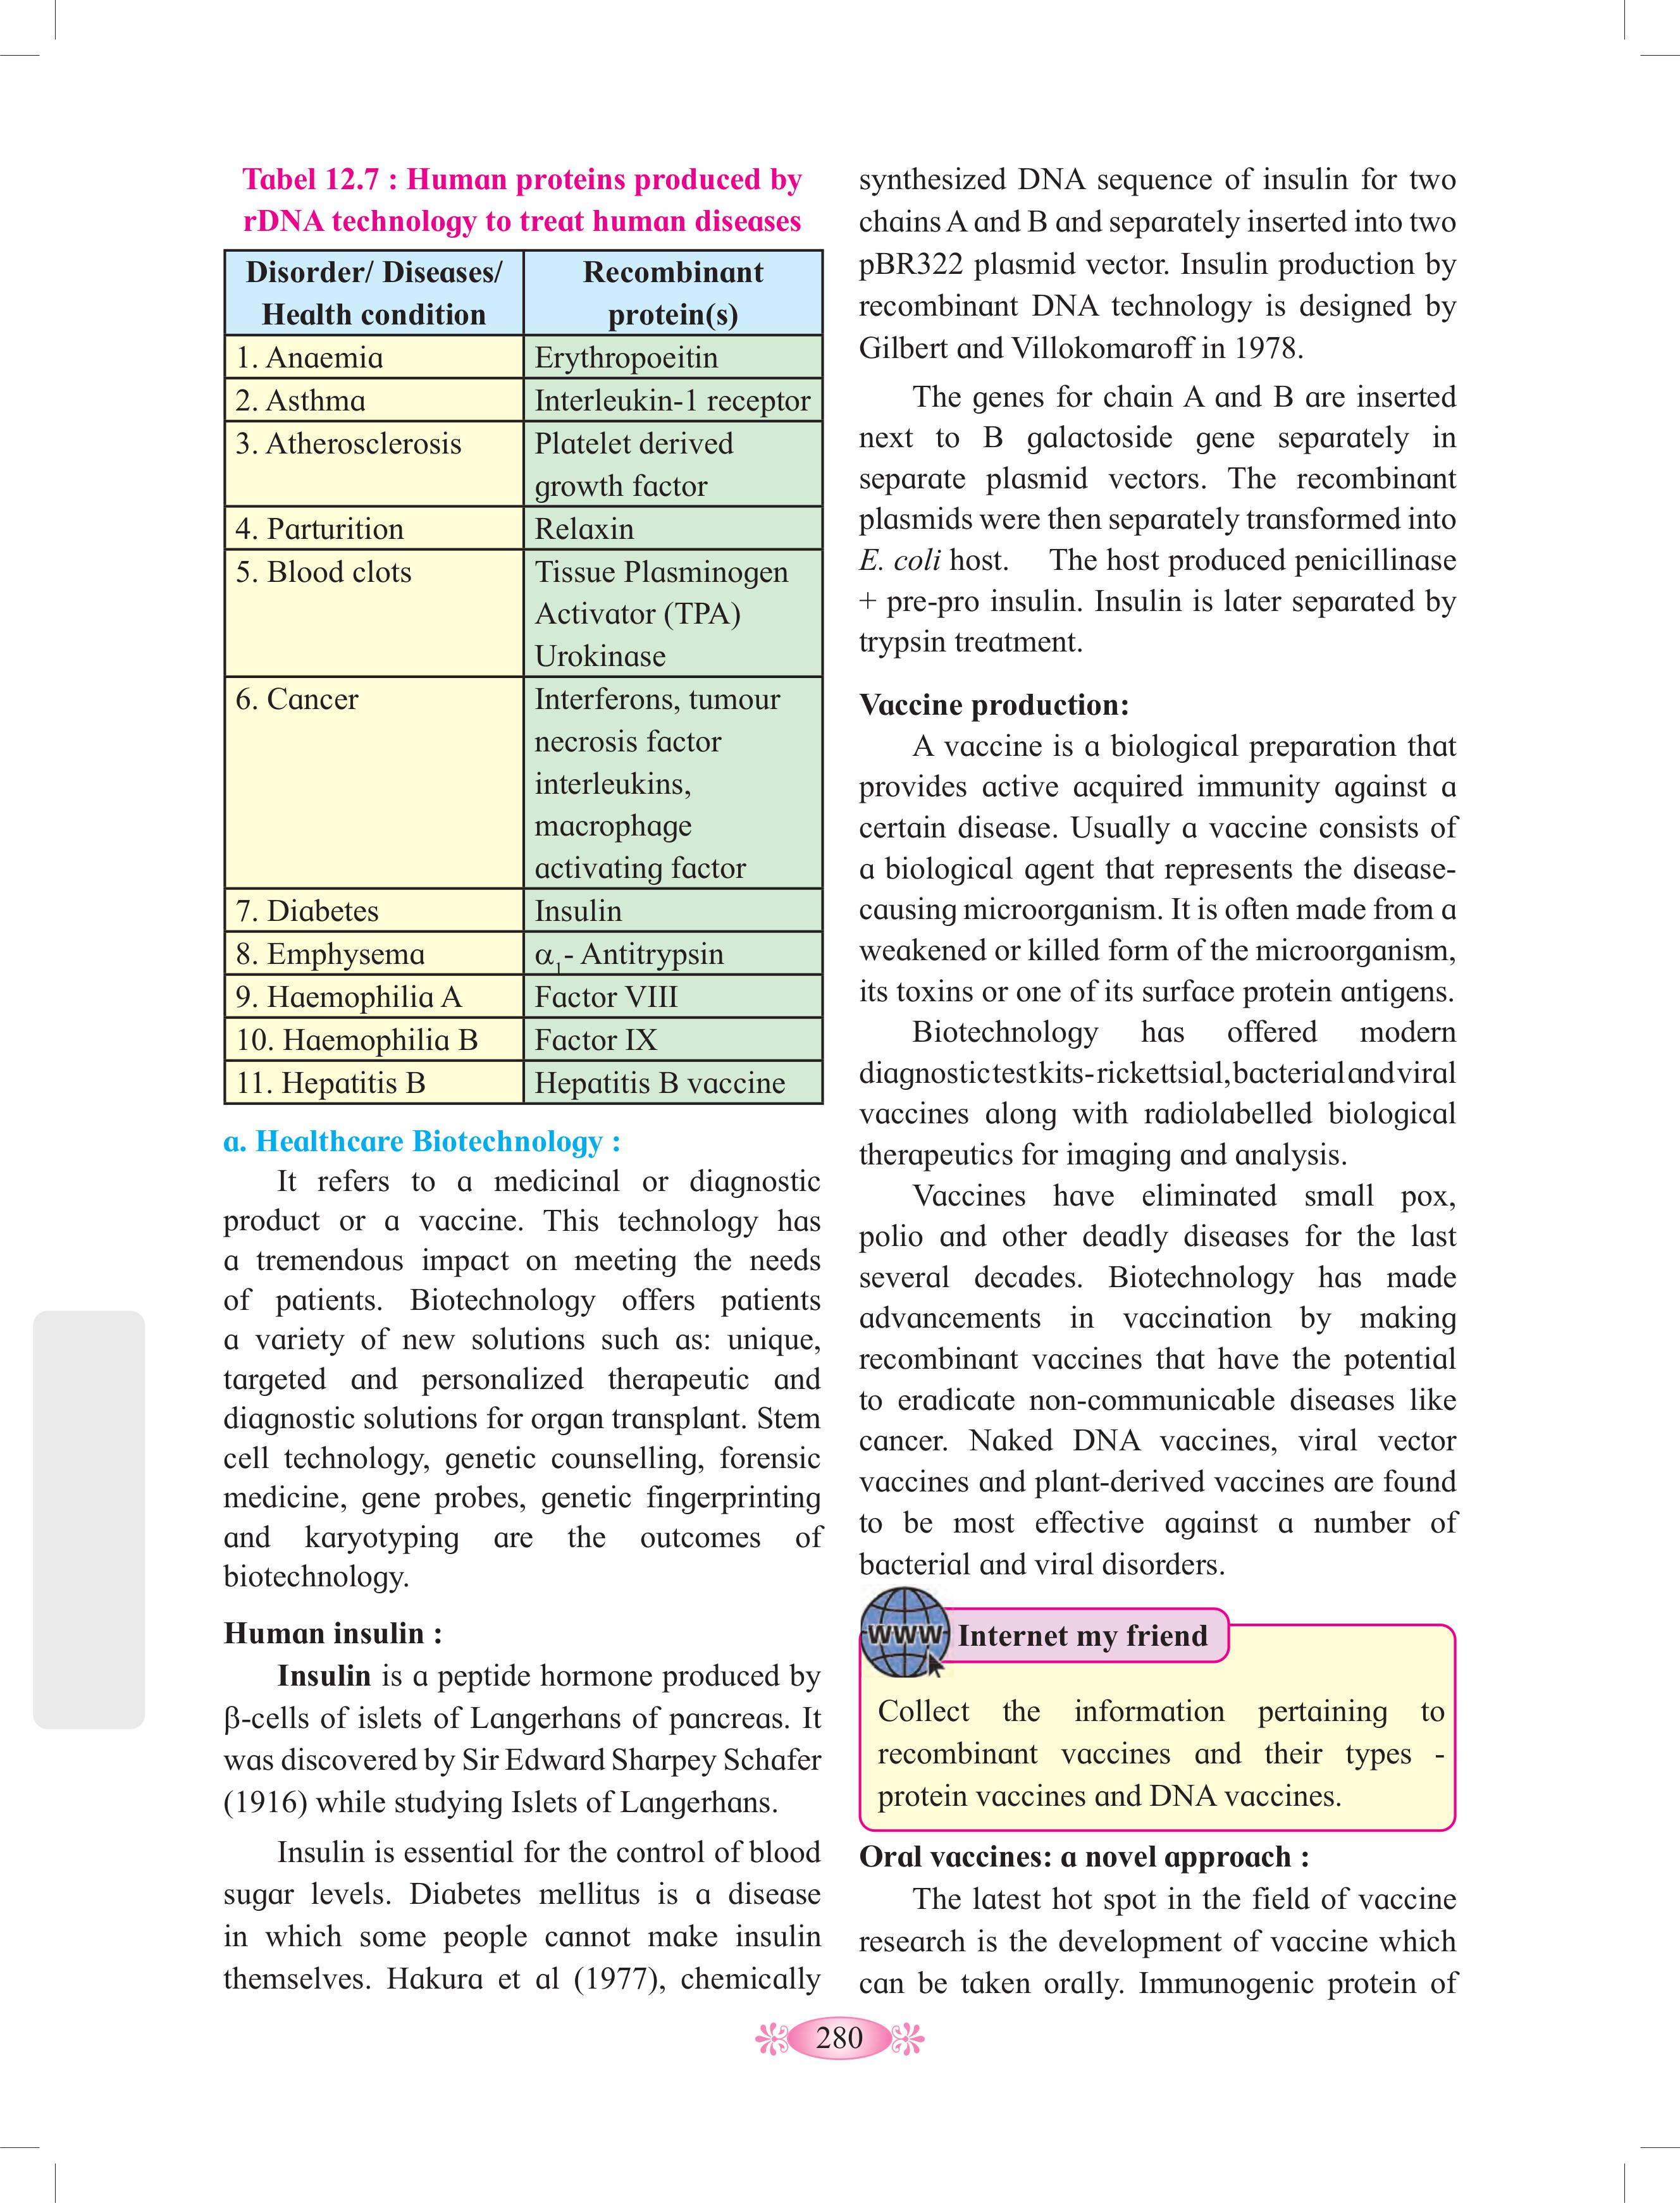 Tabel 12.7 : Human proteins produced by
rDNA technology to treat human diseases
Disorder/ Diseases/
Health condition
Recombinant
protein(s)
1. Anaemia
Erythropoeitin
2. Asthma
Interleukin-1 receptor
3. Atherosclerosis
Platelet derived
growth factor
4. Parturition
Relaxin
5. Blood clots
Tissue Plasminogen
Activator (TPA)
Urokinase
6. Cancer
Interferons, tumour
necrosis factor
interleukins,
macrophage
activating factor
7. Diabetes
Insulin
8. Emphysema
α₁- Antitrypsin
9. Haemophilia A
Factor VIII
10. Haemophilia B
Factor IX
11. Hepatitis B
Hepatitis B vaccine
a. Healthcare Biotechnology :
It refers to a medicinal or diagnostic
product or a vaccine. This technology has
a tremendous impact on meeting the needs
of patients. Biotechnology offers patients
a variety of new solutions such as: unique,
targeted and personalized therapeutic and
diagnostic solutions for organ transplant. Stem
cell technology, genetic counselling, forensic
medicine, gene probes, genetic fingerprinting
and karyotyping are the outcomes of
biotechnology.
Human insulin :
Insulin is a peptide hormone produced by
β-cells of islets of Langerhans of pancreas. It
was discovered by Sir Edward Sharpey Schafer
(1916) while studying Islets of Langerhans.
Insulin is essential for the control of blood
sugar levels. Diabetes mellitus is a disease
in which some people cannot make insulin
themselves. Hakura et al (1977), chemically
synthesized DNA sequence of insulin for two
chains A and B and separately inserted into two
pBR322 plasmid vector. Insulin production by
recombinant DNA technology is designed by
Gilbert and Villokomaroff in 1978.
The genes for chain A and B are inserted
next to B galactoside gene separately in
separate plasmid vectors. The recombinant
plasmids were then separately transformed into
E. coli host. The host produced penicillinase
+ pre-pro insulin. Insulin is later separated by
trypsin treatment.
Vaccine production:
A vaccine is a biological preparation that
provides active acquired immunity against a
certain disease. Usually a vaccine consists of
a biological agent that represents the disease-
causing microorganism. It is often made from a
weakened or killed form of the microorganism,
its toxins or one of its surface protein antigens.
Biotechnology has offered modern
diagnostic test kits- rickettsial, bacterial and viral
vaccines along with radiolabelled biological
therapeutics for imaging and analysis.
Vaccines have eliminated small pox,
polio and other deadly diseases for the last
several decades. Biotechnology has made
advancements in vaccination by making
recombinant vaccines that have the potential
to eradicate non-communicable diseases like
cancer. Naked DNA vaccines, viral vector
vaccines and plant-derived vaccines are found
to be most effective against a number of
bacterial and viral disorders.
WWW
Internet my friend
Collect the information pertaining to
recombinant vaccines and their types -
protein vaccines and DNA vaccines.
Oral vaccines: a novel approach :
The latest hot spot in the field of vaccine
research is the development of vaccine which
can be taken orally. Immunogenic protein of
280